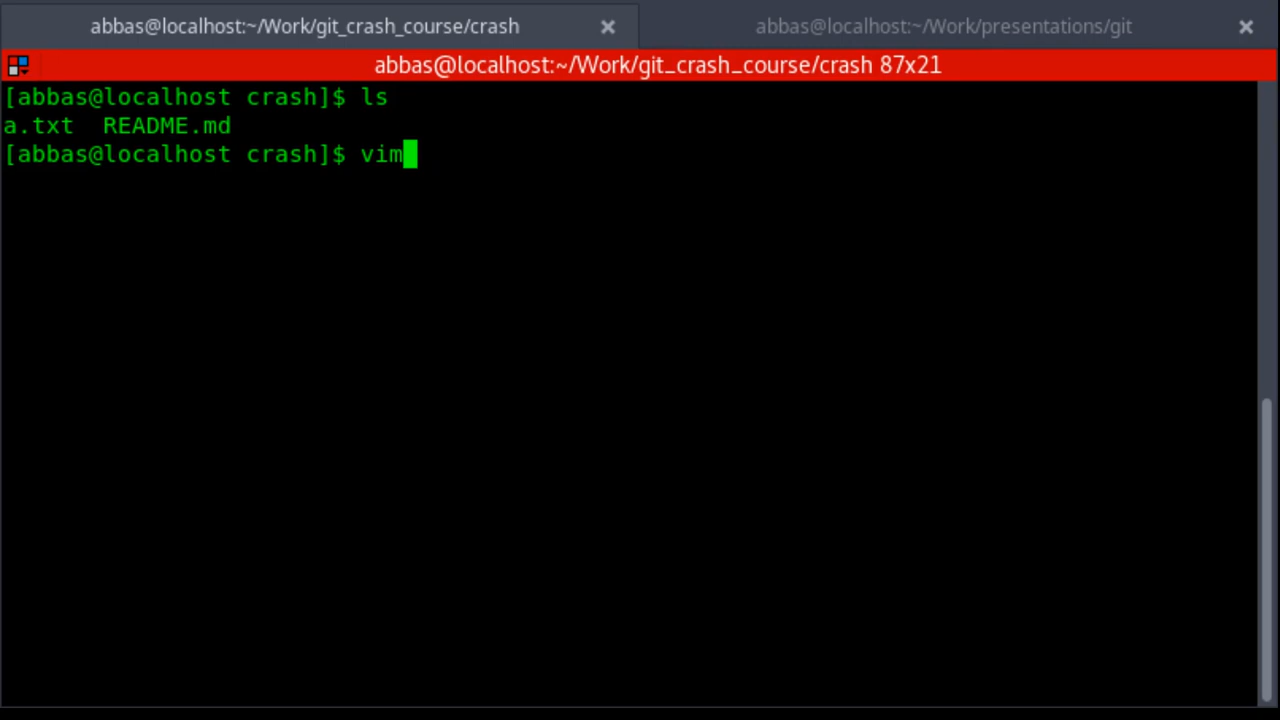 abbas@localhost:~/Work/git_crash_course/crash
abbas@localhost:~/Work/presentations/git
abbas@localhost:~/Work/git_crash_course/crash 87x21
[abbas@localhost crash]$ ls
a.txt  README.md
[abbas@localhost crash]$ vim